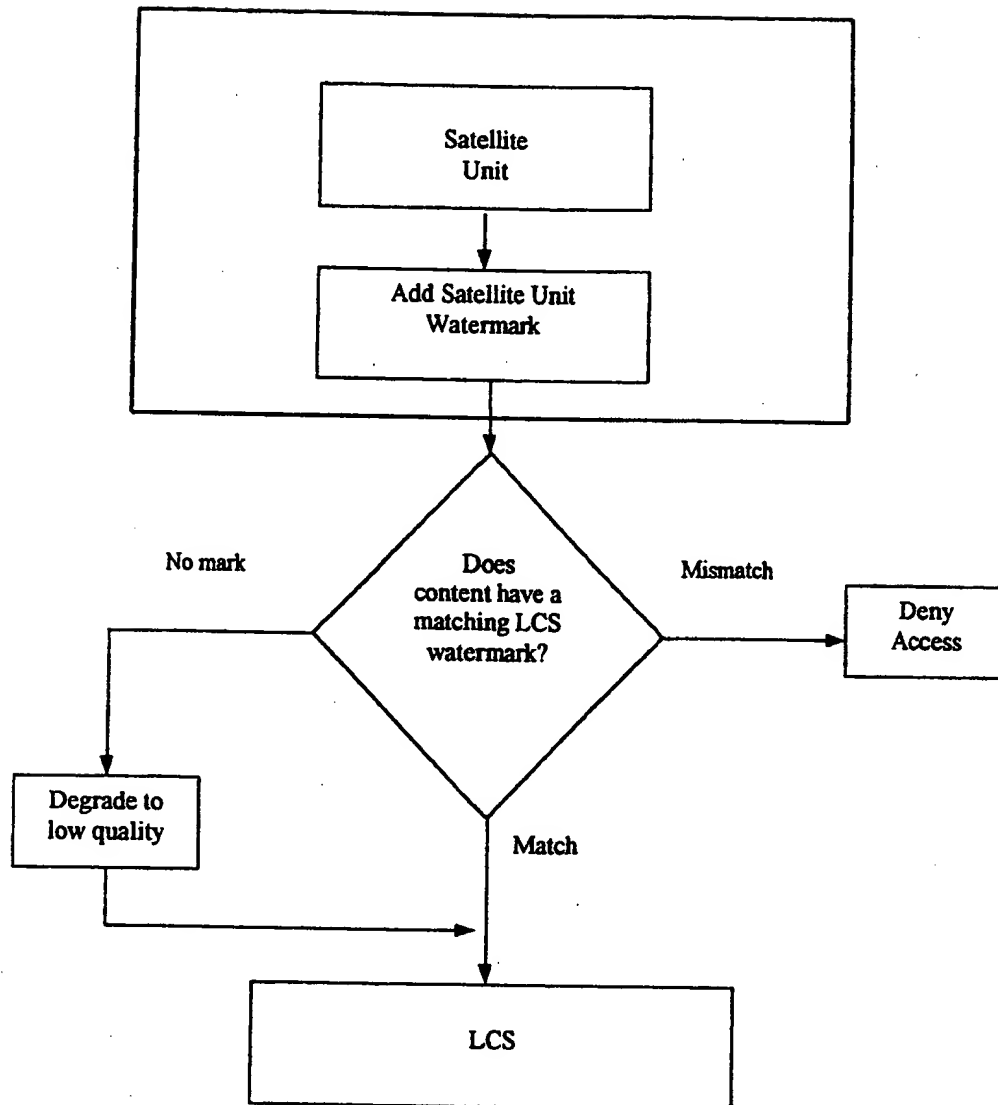 Satellite
Unit
Add Satellite Unit
Watermark
Does
content have a
matching LCS
watermark?
No mark
Mismatch
Deny
Access
Degrade to
low quality
Match
LCS